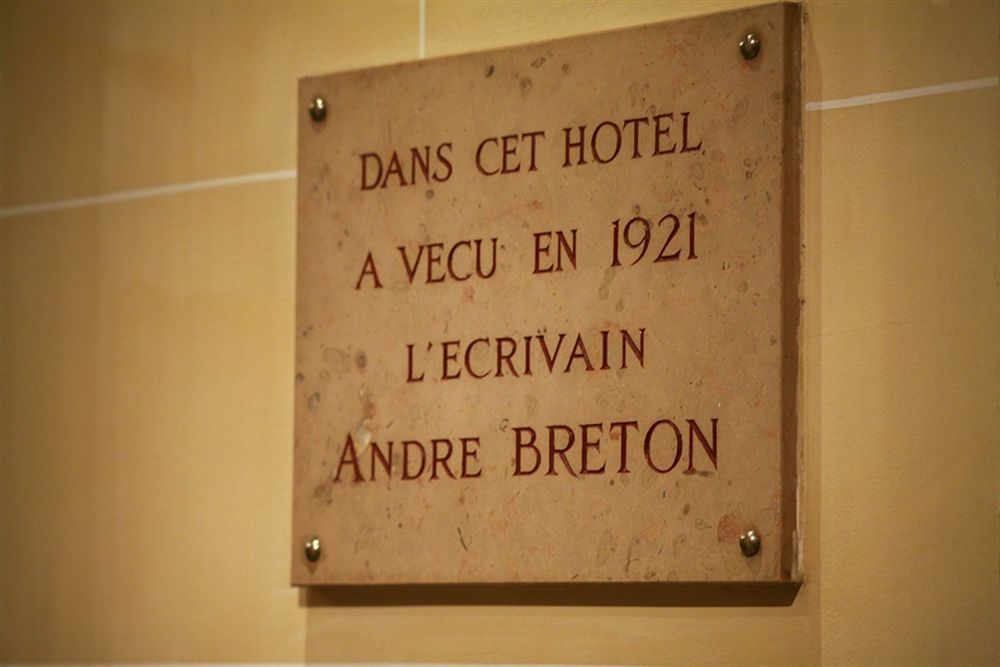 DANS CET HOTEL
A VECU EN 1921
L'ECRIVAIN
ANDRE BRETON